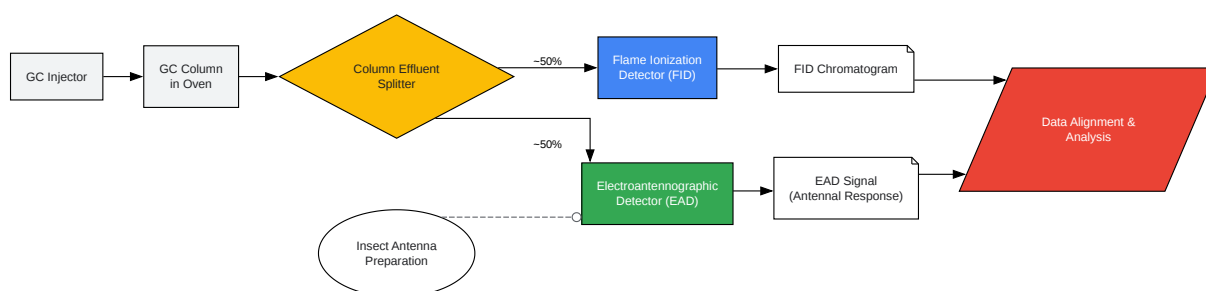 GC Injector
GC Column
in Oven
Column Effluent
Splitter
~50%
Flame Ionization
Detector (FID)
FID Chromatogram
Data Alignment &
Analysis
~50%
Electroantennographic
Detector (EAD)
EAD Signal
(Antennal Response)
Insect Antenna
Preparation